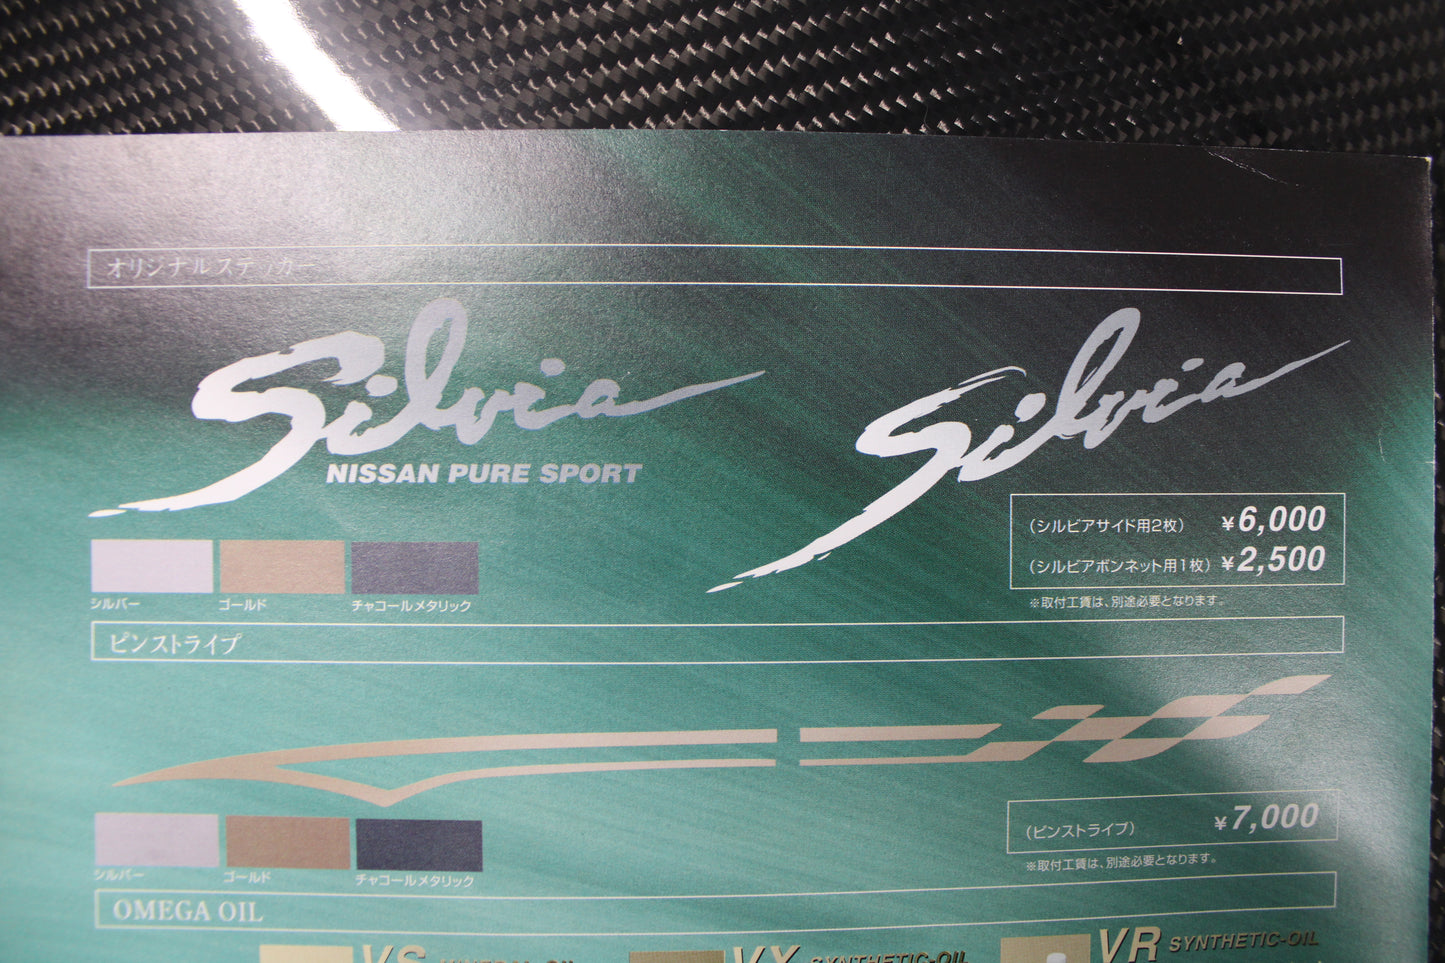 オリジナルステッカー
Silvia
NISSAN PURE SPORT
Silvia
(シルビアサイド用2枚) ¥6,000
(シルビアボンネット用1枚) ¥2,500
※取付工賃は、別途必要となります。
シルバー ゴールド チャコールメタリック
ピンストライプ
(ピンストライプ) ¥7,000
※取付工賃は、別途必要となります。
シルバー ゴールド チャコールメタリック
OMEGA OIL
VS MINERAL-OIL VX SYNTHETIC-OIL VR SYNTHETIC-OIL